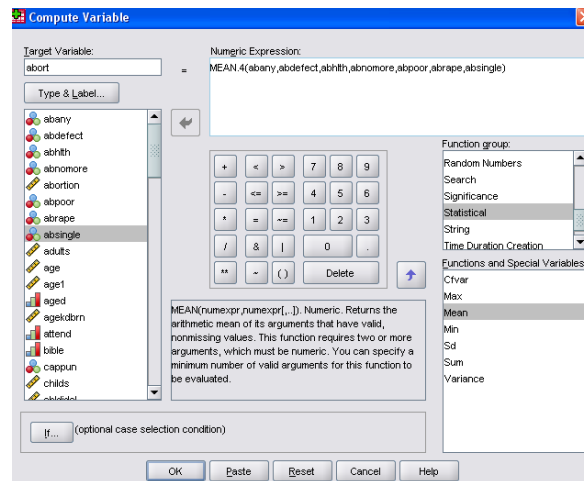 Compute Variable
Target Variable:
abort
=
Numeric Expression:
MEAN.4(abany,abdefect,abhlth,abnomore,abpoor,abrape,absingle)
Type & Label...
abany
abdefect
abhlth
abnomore
abortion
abpoor
abrape
absingle
adults
age
age1
aged
agekdbrn
attend
bible
cappun
childs
chldidel
+ < > 7 8 9
- <= >= 4 5 6
* = ~= 1 2 3
/ & | 0 .
** ~ ( ) Delete
Function group:
Random Numbers
Search
Significance
Statistical
String
Time Duration Creation
Functions and Special Variables:
Cfvar
Max
Mean
Min
Sd
Sum
Variance
MEAN(numexpr,numexpr[,..]). Numeric. Returns the
arithmetic mean of its arguments that have valid,
nonmissing values. This function requires two or more
arguments, which must be numeric. You can specify a
minimum number of valid arguments for this function to
be evaluated.
If... (optional case selection condition)
OK Paste Reset Cancel Help